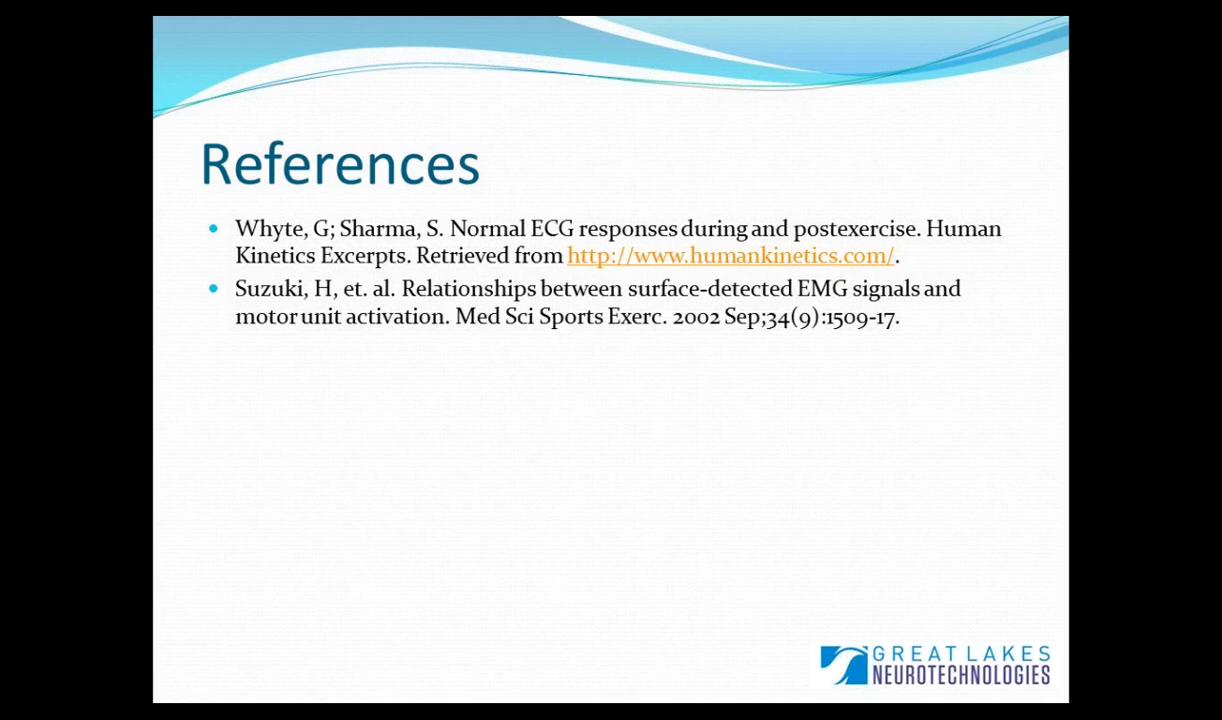 References
Whyte, G; Sharma, S. Normal ECG responses during and postexercise. Human
Kinetics Excerpts. Retrieved from http://www.humankinetics.com/.
Suzuki, H, et. al. Relationships between surface-detected EMG signals and
motor unit activation. Med Sci Sports Exerc. 2002 Sep;34(9):1509-17.
GREAT LAKES
NEUROTECHNOLOGIES